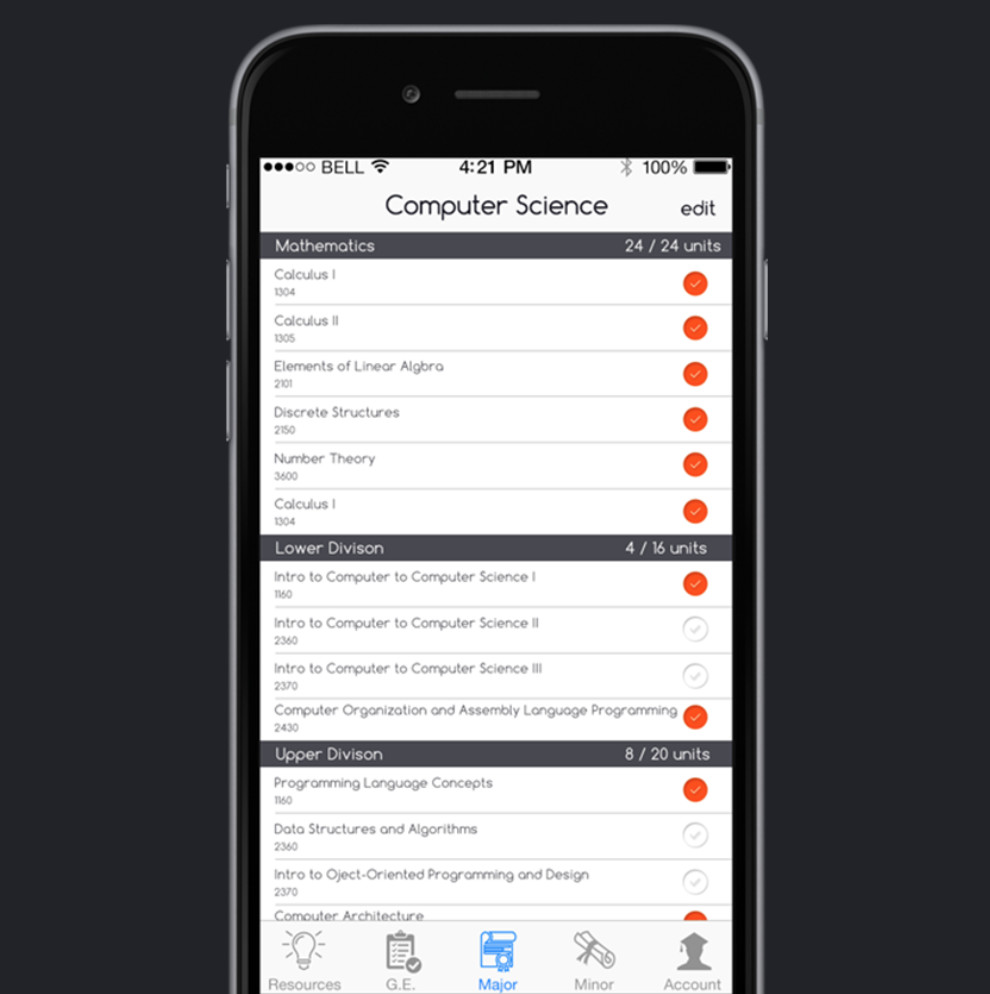 BELL 4:21 PM 100%
Computer Science edit
Mathematics 24 / 24 units
Calculus I
1304
Calculus II
1305
Elements of Linear Algbra
2101
Discrete Structures
2150
Number Theory
3600
Calculus I
1304
Lower Divison 4 / 16 units
Intro to Computer to Computer Science I
1160
Intro to Computer to Computer Science II
2360
Intro to Computer to Computer Science III
2370
Computer Organization and Assembly Language Programming
2430
Upper Divison 8 / 20 units
Programming Language Concepts
1160
Data Structures and Algorithms
2360
Intro to Oject-Oriented Programming and Design
2370
Computer Architecture
Resources G.E. Major Minor Account